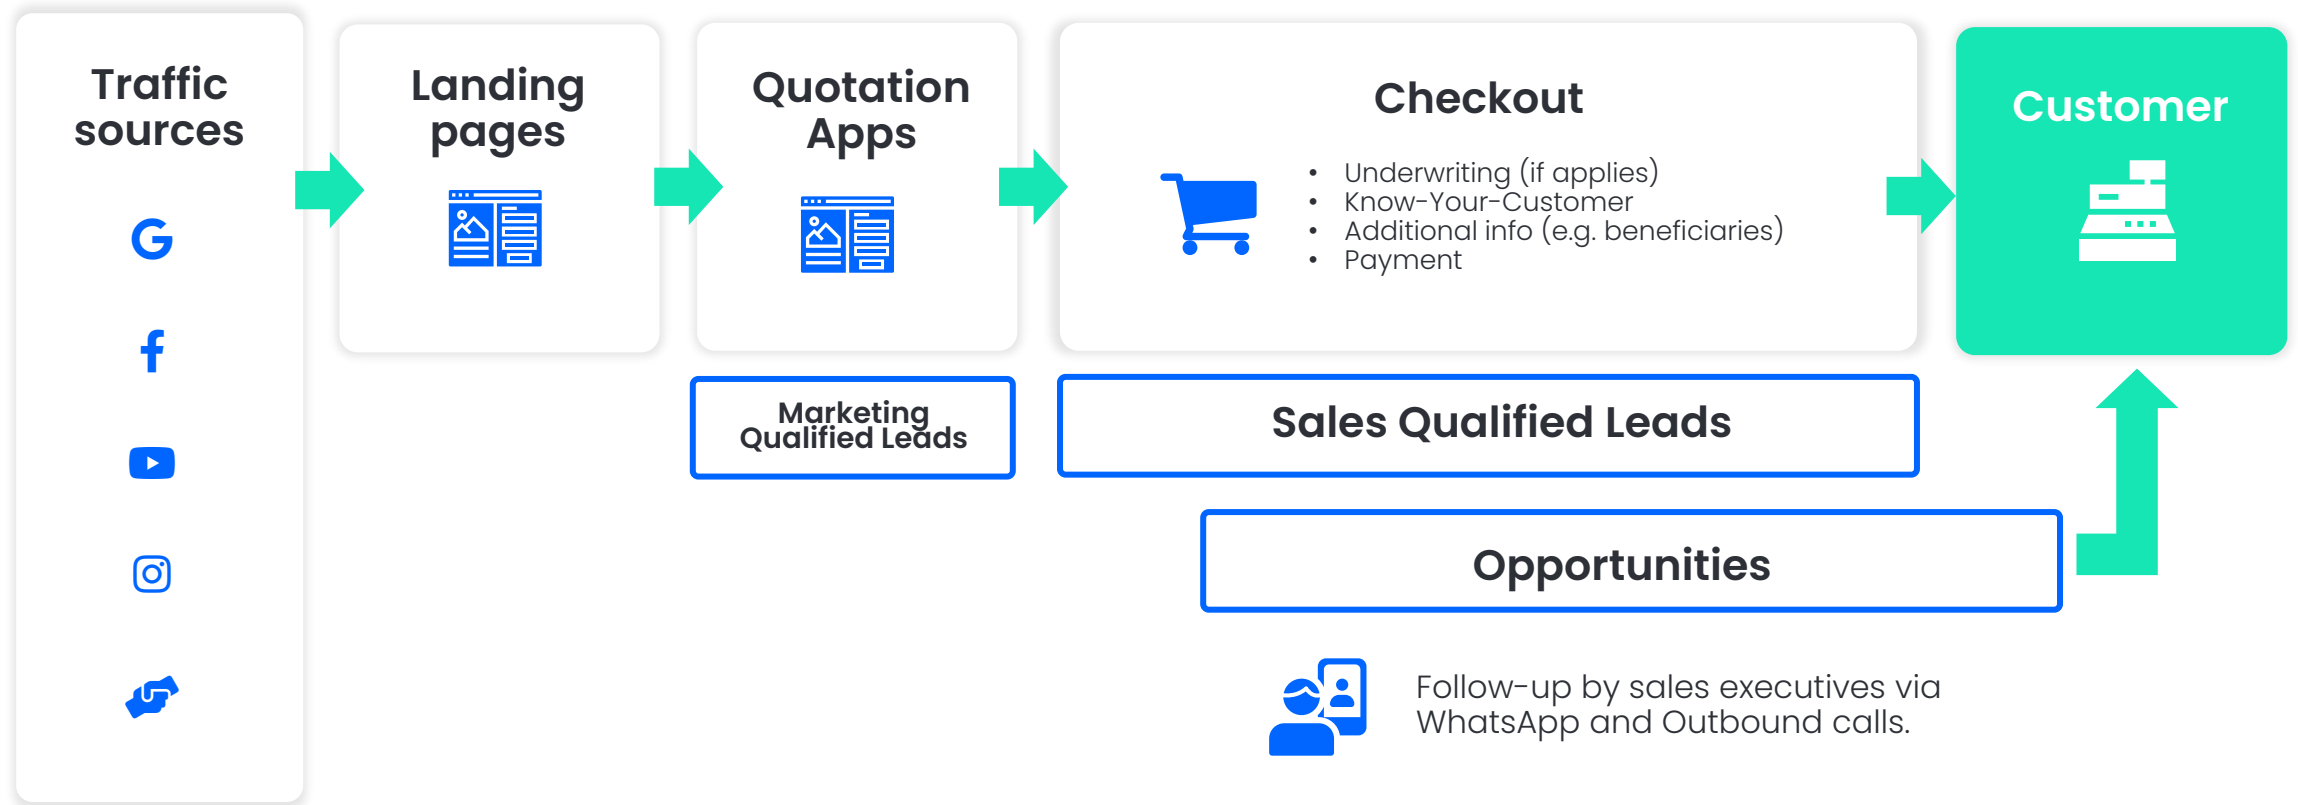 Traffic
sources
Landing
pages
Quotation
Apps
Checkout
• Underwriting (if applies)
• Know-Your-Customer
• Additional info (e.g. beneficiaries)
• Payment
Customer
Marketing
Qualified Leads
Sales Qualified Leads
Opportunities
Follow-up by sales executives via
WhatsApp and Outbound calls.